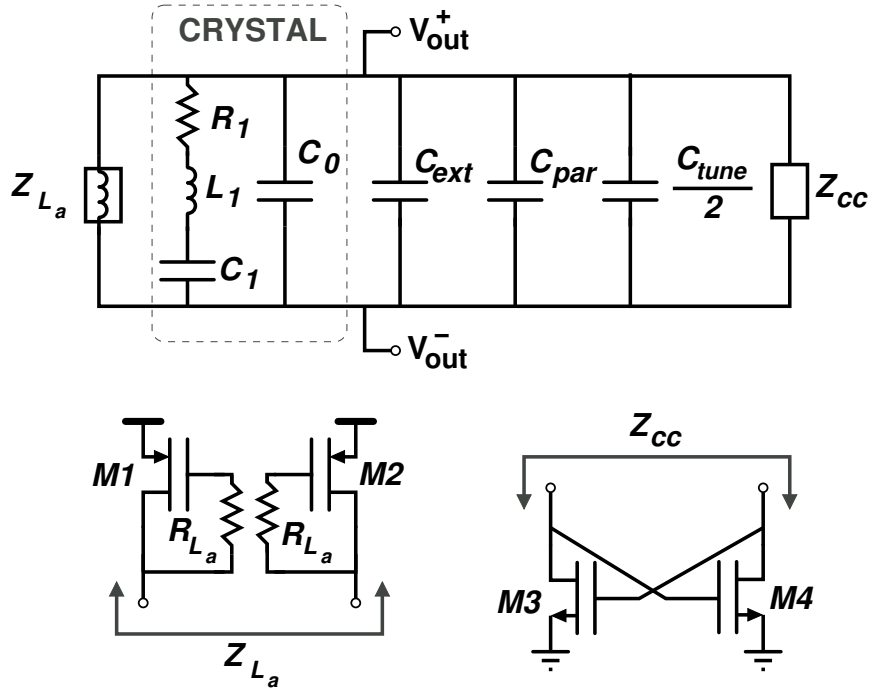 CRYSTAL
V+out
R1
L1
C1
C0
Cext
Cpar
Ctune
2
ZLa
Zcc
V−out
M1
M2
RLa
RLa
ZLa
Zcc
M3
M4